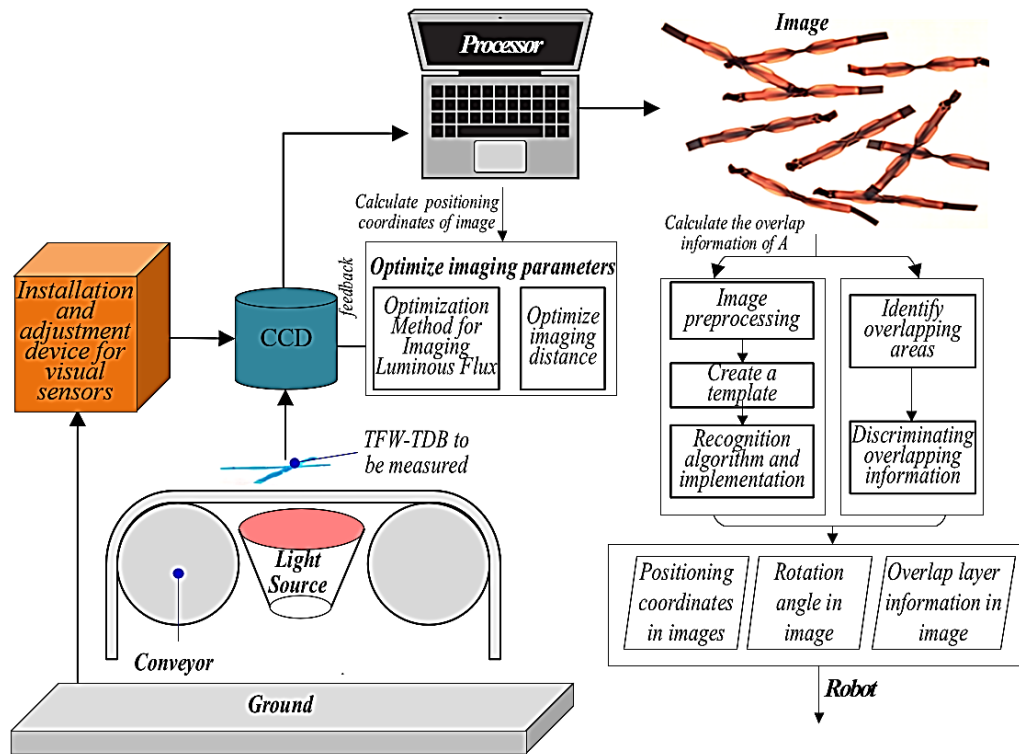 Processor
Image
Calculate positioning
coordinates of image
Calculate the overlap
information of A
Installation
and
adjustment
device for
visual
sensors
CCD
feedback
Optimize imaging parameters
Optimization
Method for
Imaging
Luminous Flux
Optimize
imaging
distance
Image
preprocessing
Create a
template
Recognition
algorithm and
implementation
Identify
overlapping
areas
Discriminating
overlapping
information
TFW-TDB to
be measured
Light
Source
Conveyor
Ground
Positioning
coordinates
in images
Rotation
angle in
image
Overlap layer
information in
image
Robot